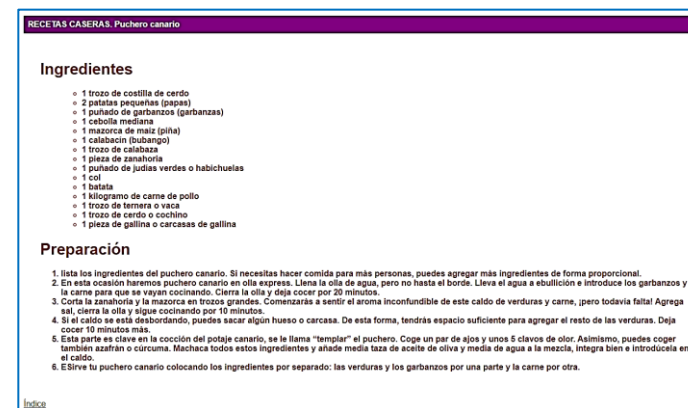 RECETAS CASERAS. Puchero canario
Ingredientes
1 trozo de costilla de cerdo
2 patatas pequeñas (papas)
1 puñado de garbanzos (garbanzas)
1 cebolla mediana
1 mazorca de maíz (piña)
1 calabacín (bubango)
1 trozo de calabaza
1 pieza de zanahoria
1 puñado de judías verdes o habichuelas
1 col
1 batata
1 kilogramo de carne de pollo
1 trozo de ternera o vaca
1 trozo de cerdo o cochino
1 pieza de gallina o carcasas de gallina
Preparación
1. lista los ingredientes del puchero canario. Si necesitas hacer comida para más personas, puedes agregar más ingredientes de forma proporcional.
2. En esta ocasión haremos puchero canario en olla express. Llena la olla de agua, pero no hasta el borde. Lleva el agua a ebullición e introduce los garbanzos y
la carne para que se vayan cocinando. Cierra la olla y deja cocer por 20 minutos.
3. Corta la zanahoria y la mazorca en trozos grandes. Comenzarás a sentir el aroma inconfundible de este caldo de verduras y carne, ¡pero todavía falta! Agrega
sal, cierra la olla y sigue cocinando por 10 minutos.
4. Si el caldo se está desbordando, puedes sacar algún hueso o carcasa. De esta forma, tendrás espacio suficiente para agregar el resto de las verduras. Deja
cocer 10 minutos más.
5. Esta parte es clave en la cocción del potaje canario, se le llama “templar” el puchero. Coge un par de ajos y unos 5 clavos de olor. Asimismo, puedes coger
también azafrán o cúrcuma. Machaca todos estos ingredientes y añade media taza de aceite de oliva y media de agua a la mezcla, integra bien e introdúcela en
el caldo.
6. ESirve tu puchero canario colocando los ingredientes por separado: las verduras y los garbanzos por una parte y la carne por otra.
Índice